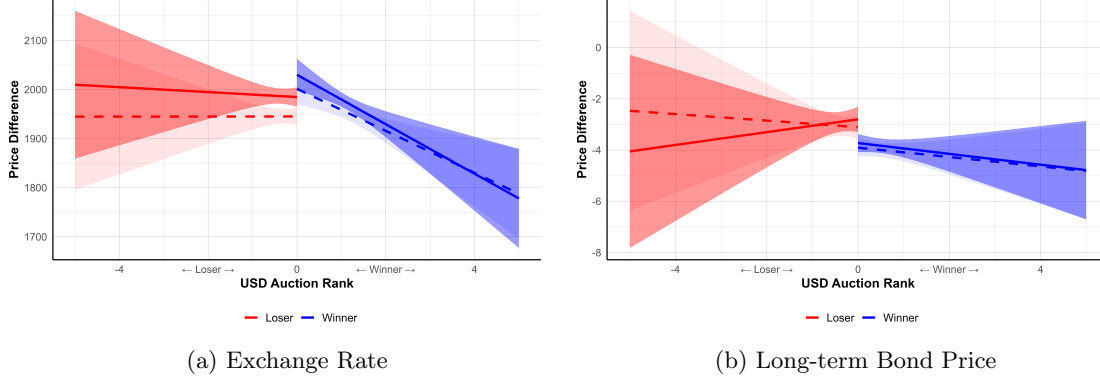 2100
2000
1900
1800
1700
Price Difference
-4
← Loser →
0
← Winner →
4
USD Auction Rank
Loser
Winner
(a) Exchange Rate
0
-2
-4
-6
-8
Price Difference
-4
← Loser →
0
← Winner →
4
USD Auction Rank
Loser
Winner
(b) Long-term Bond Price